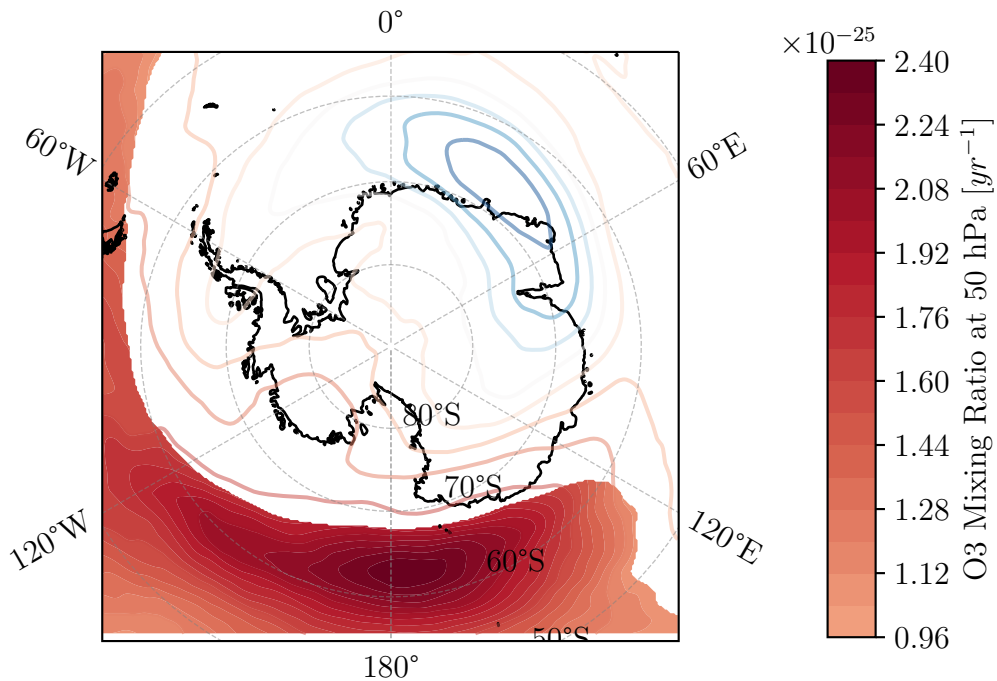 0°
×10⁻²⁵
60°W
60°E
120°W
120°E
180°
80°S
70°S
60°S
50°S
2.40
2.24
2.08
1.92
1.76
1.60
1.44
1.28
1.12
0.96
O3 Mixing Ratio at 50 hPa [yr⁻¹]